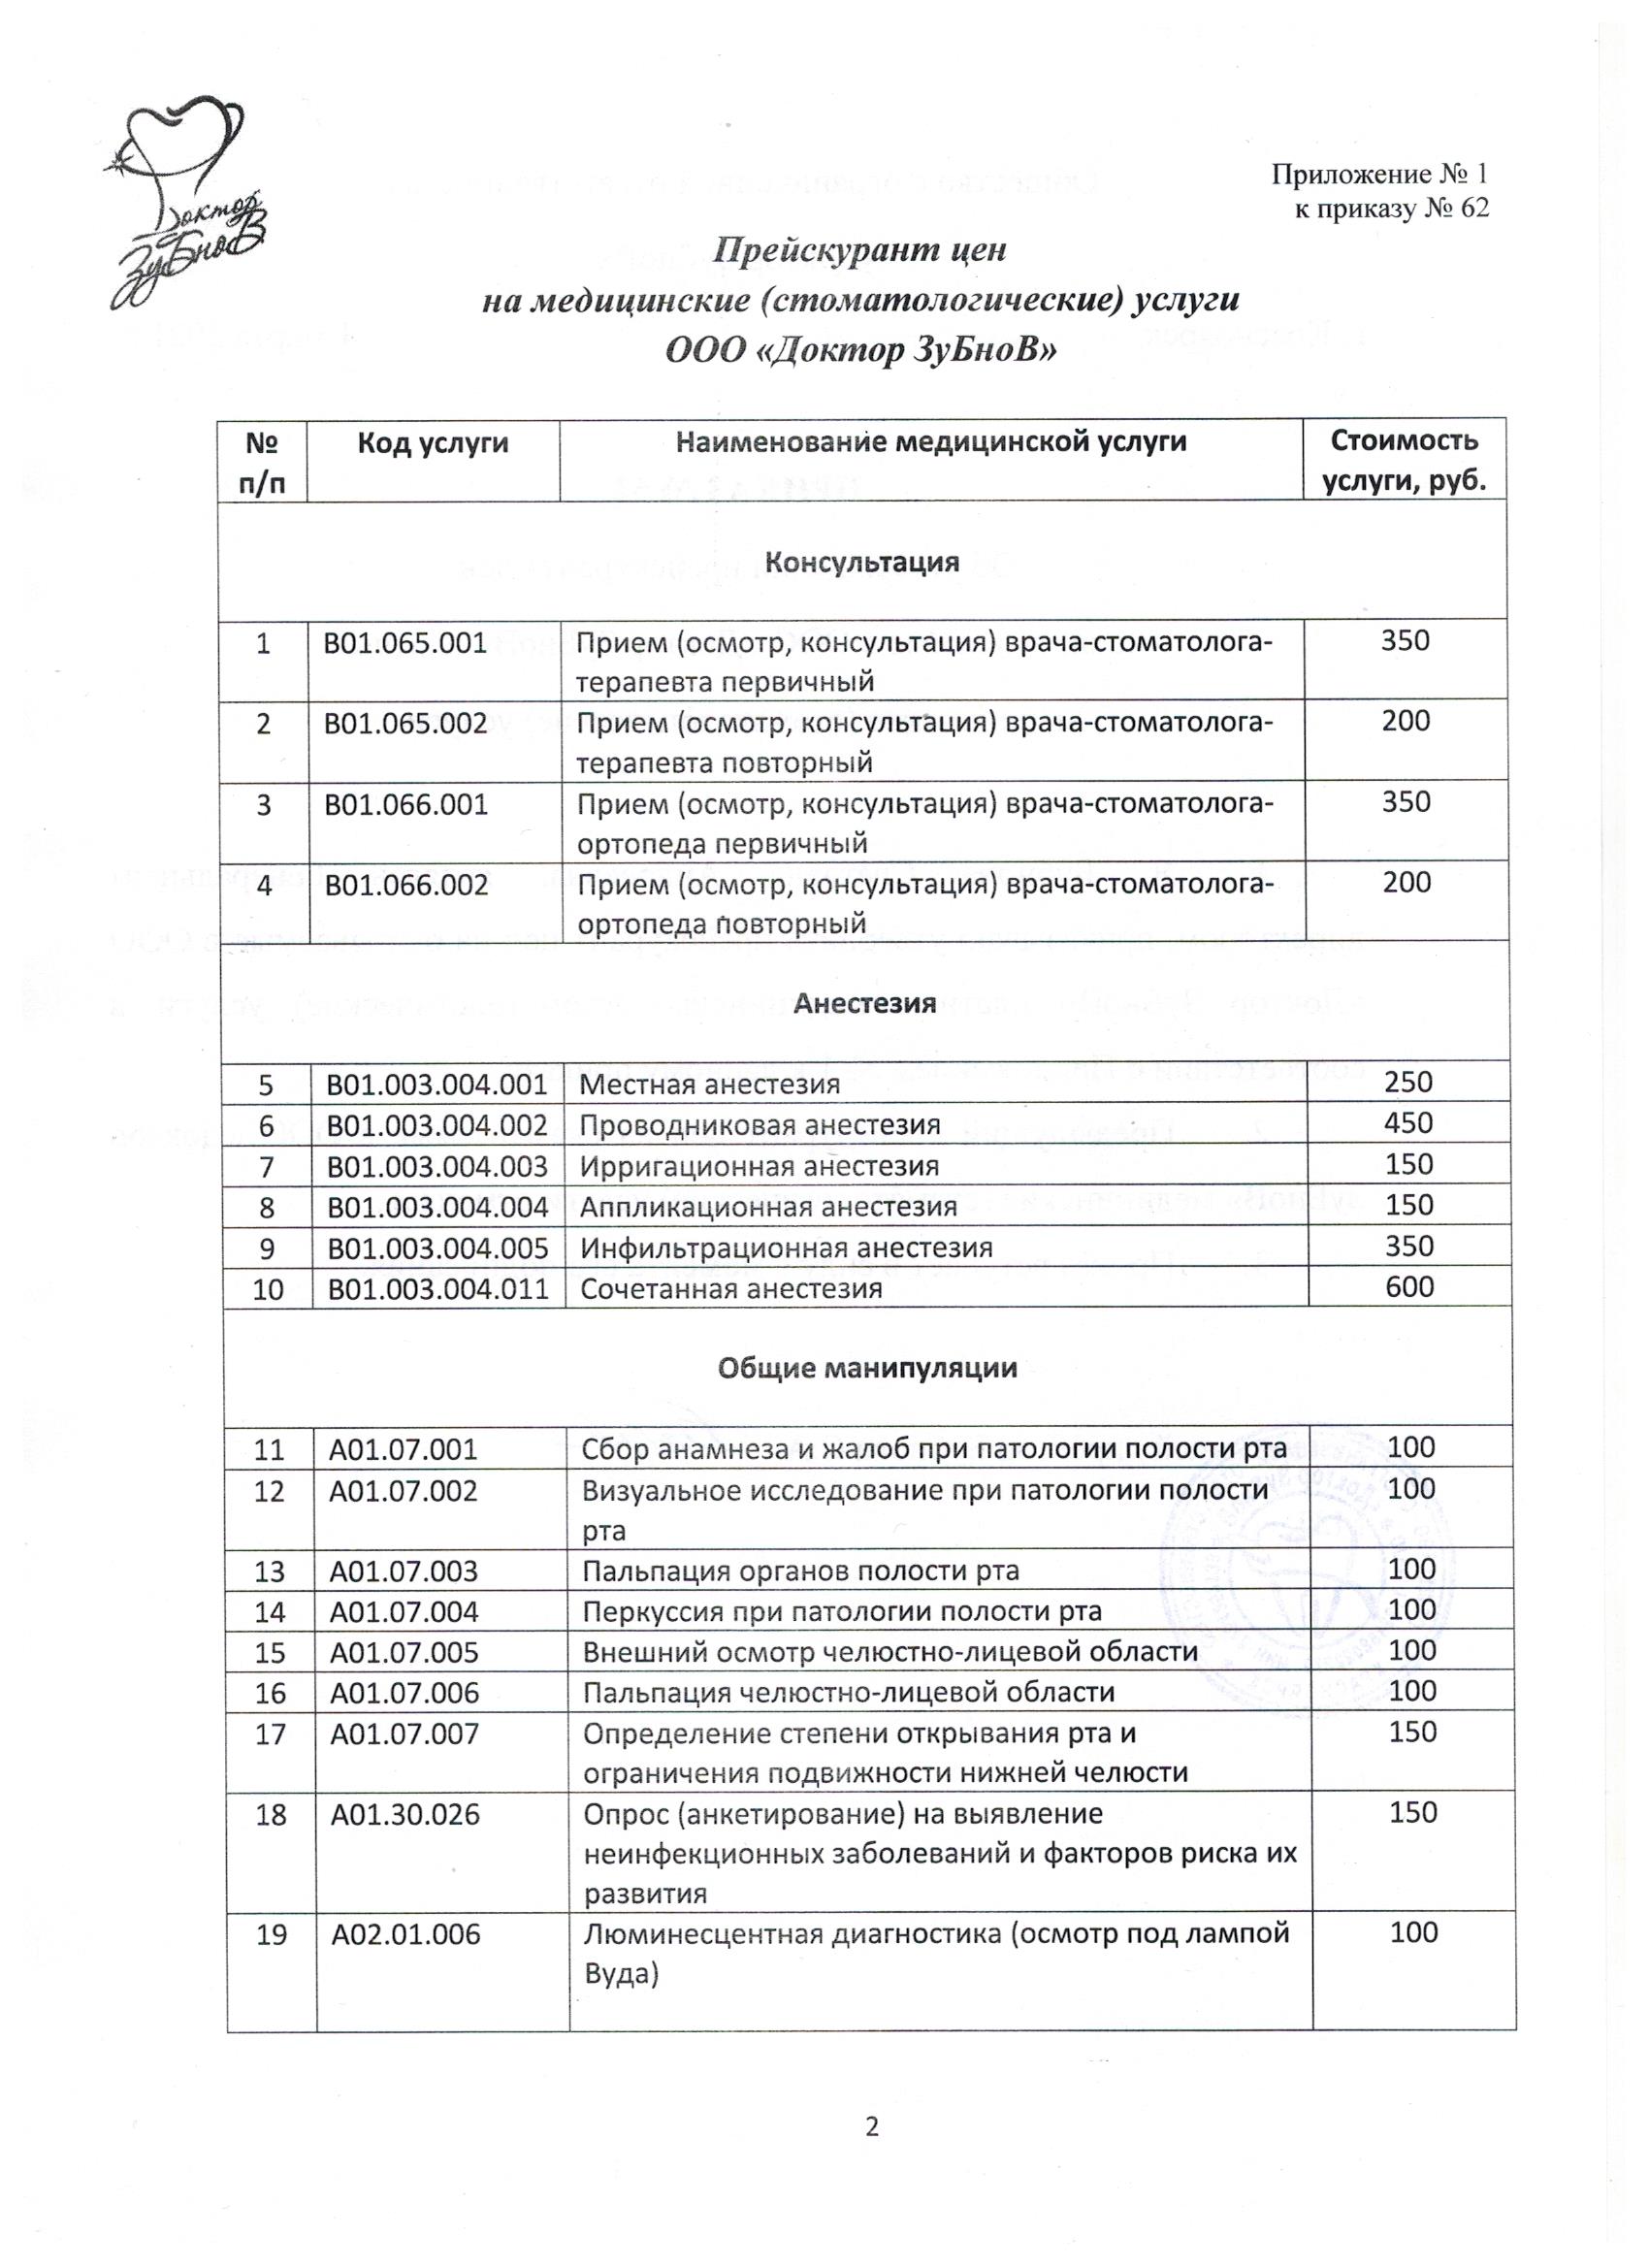 Доктор
ЗуБноВ
Приложение № 1
к приказу № 62
Прейскурант цен
на медицинские (стоматологические) услуги
ООО «Доктор ЗуБноВ»
№ Код услуги Наименование медицинской услуги Стоимость
п/п услуги, руб.
Консультация
1 В01.065.001 Прием (осмотр, консультация) врача-стоматолога- 350
терапевта первичный
2 В01.065.002 Прием (осмотр, консультация) врача-стоматолога- 200
терапевта повторный
3 В01.066.001 Прием (осмотр, консультация) врача-стоматолога- 350
ортопеда первичный
4 В01.066.002 Прием (осмотр, консультация) врача-стоматолога- 200
ортопеда повторный
Анестезия
5 В01.003.004.001 Местная анестезия 250
6 В01.003.004.002 Проводниковая анестезия 450
7 В01.003.004.003 Ирригационная анестезия 150
8 В01.003.004.004 Аппликационная анестезия 150
9 В01.003.004.005 Инфильтрационная анестезия 350
10 В01.003.004.011 Сочетанная анестезия 600
Общие манипуляции
11 А01.07.001 Сбор анамнеза и жалоб при патологии полости рта 100
12 А01.07.002 Визуальное исследование при патологии полости 100
рта
13 А01.07.003 Пальпация органов полости рта 100
14 А01.07.004 Перкуссия при патологии полости рта 100
15 А01.07.005 Внешний осмотр челюстно-лицевой области 100
16 А01.07.006 Пальпация челюстно-лицевой области 100
17 А01.07.007 Определение степени открывания рта и 150
ограничения подвижности нижней челюсти
18 А01.30.026 Опрос (анкетирование) на выявление 150
неинфекционных заболеваний и факторов риска их
развития
19 А02.01.006 Люминесцентная диагностика (осмотр под лампой 100
Вуда)
2